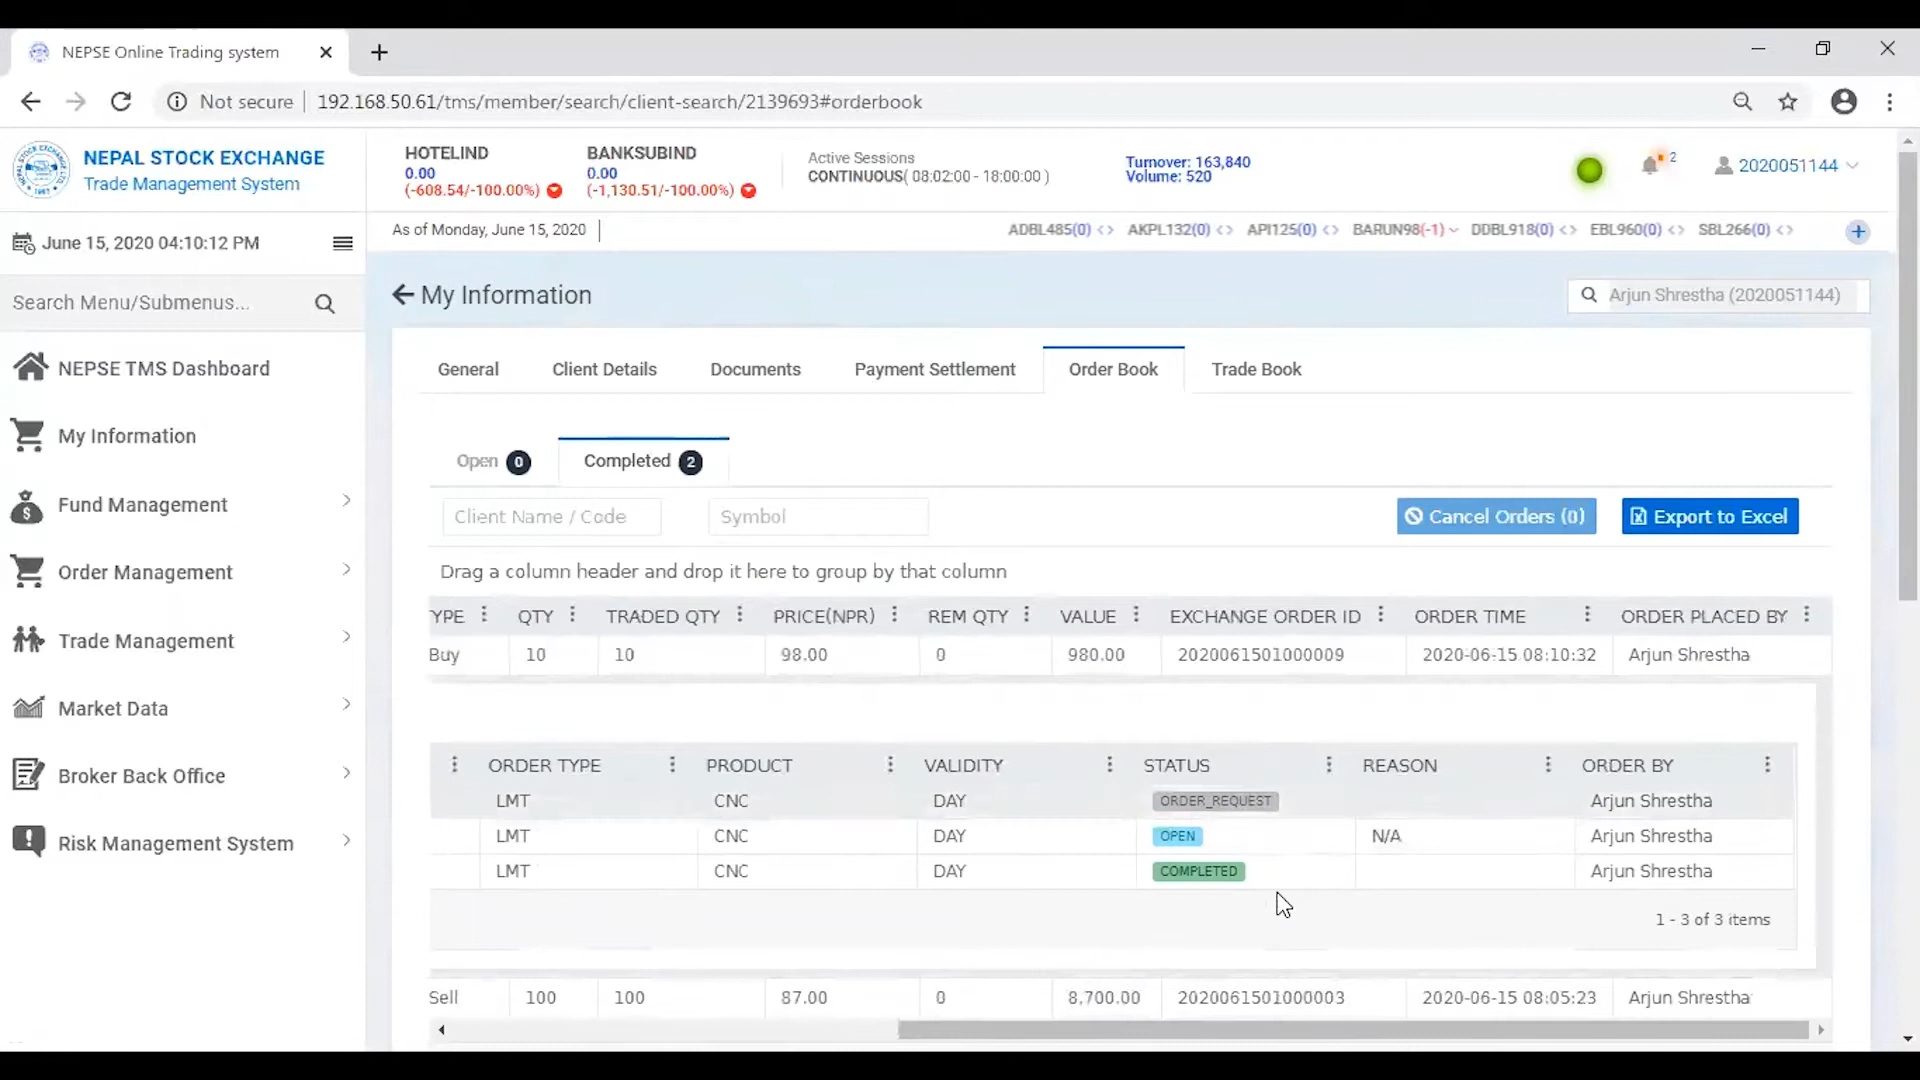 NEPSE Online Trading system
Not secure 192.168.50.61/tms/member/search/client-search/2139693#orderbook
NEPAL STOCK EXCHANGE
Trade Management System
HOTELIND
0.00
(-608.54/-100.00%)
BANKSUBIND
0.00
(-1,130.51/-100.00%)
Active Sessions
CONTINUOUS( 08:02:00 - 18:00:00 )
Turnover: 163,840
Volume: 520
2
2020051144
June 15, 2020 04:10:12 PM
As of Monday, June 15, 2020
ADBL485(0) AKPL132(0) API125(0) BARUN98(-1) DDBL918(0) EBL960(0) SBL266(0)
Search Menu/Submenus...
NEPSE TMS Dashboard
My Information
Fund Management
Order Management
Trade Management
Market Data
Broker Back Office
Risk Management System
My Information
Arjun Shrestha (2020051144)
General Client Details Documents Payment Settlement Order Book Trade Book
Open 0 Completed 2
Client Name / Code Symbol Cancel Orders (0) Export to Excel
Drag a column header and drop it here to group by that column
YPE QTY TRADED QTY PRICE(NPR) REM QTY VALUE EXCHANGE ORDER ID ORDER TIME ORDER PLACED BY
Buy 10 10 98.00 0 980.00 2020061501000009 2020-06-15 08:10:32 Arjun Shrestha
ORDER TYPE PRODUCT VALIDITY STATUS REASON ORDER BY
LMT CNC DAY ORDER_REQUEST Arjun Shrestha
LMT CNC DAY OPEN N/A Arjun Shrestha
LMT CNC DAY COMPLETED Arjun Shrestha
1 - 3 of 3 items
Sell 100 100 87.00 0 8,700.00 2020061501000003 2020-06-15 08:05:23 Arjun Shrestha